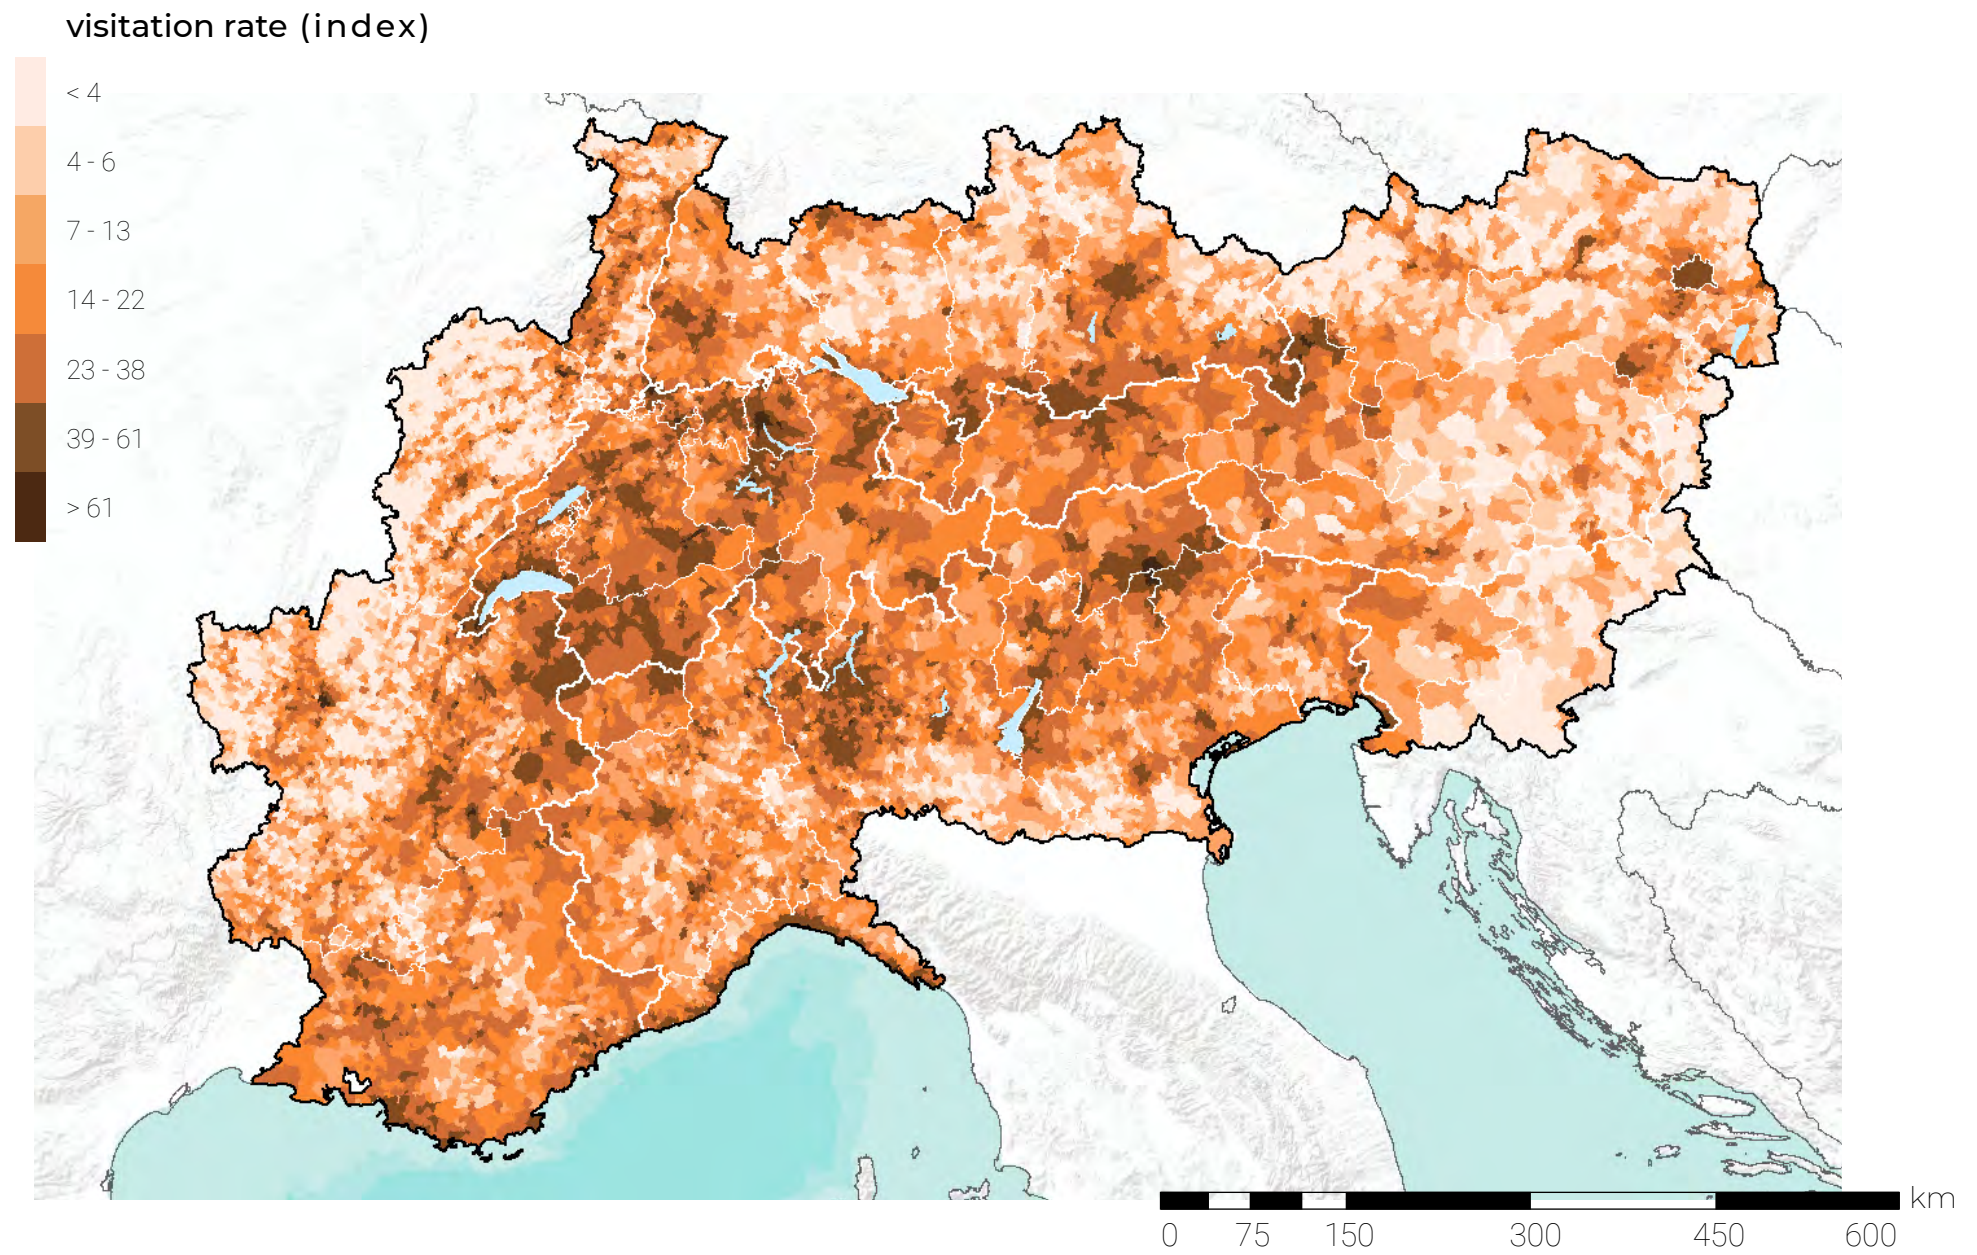 visitation rate (index)
< 4
4 - 6
7 - 13
14 - 22
23 - 38
39 - 61
> 61
km
0 75 150 300 450 600